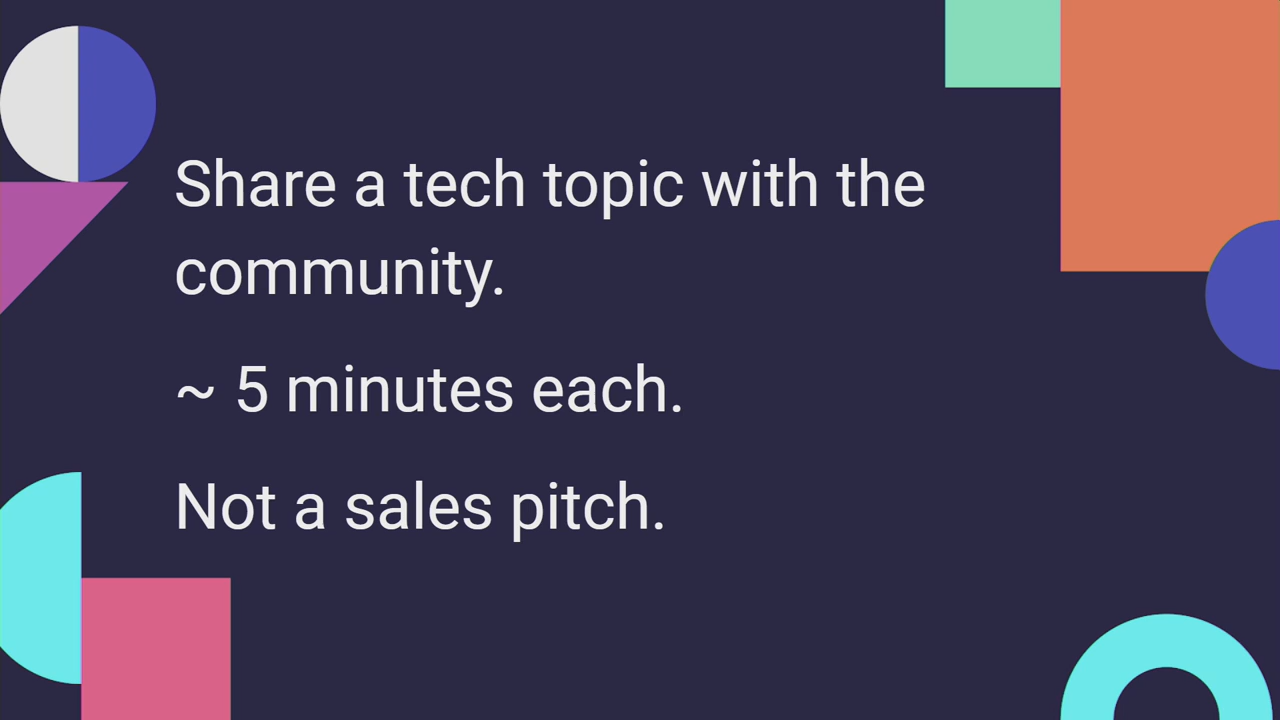 Share a tech topic with the
community.
~ 5 minutes each.
Not a sales pitch.